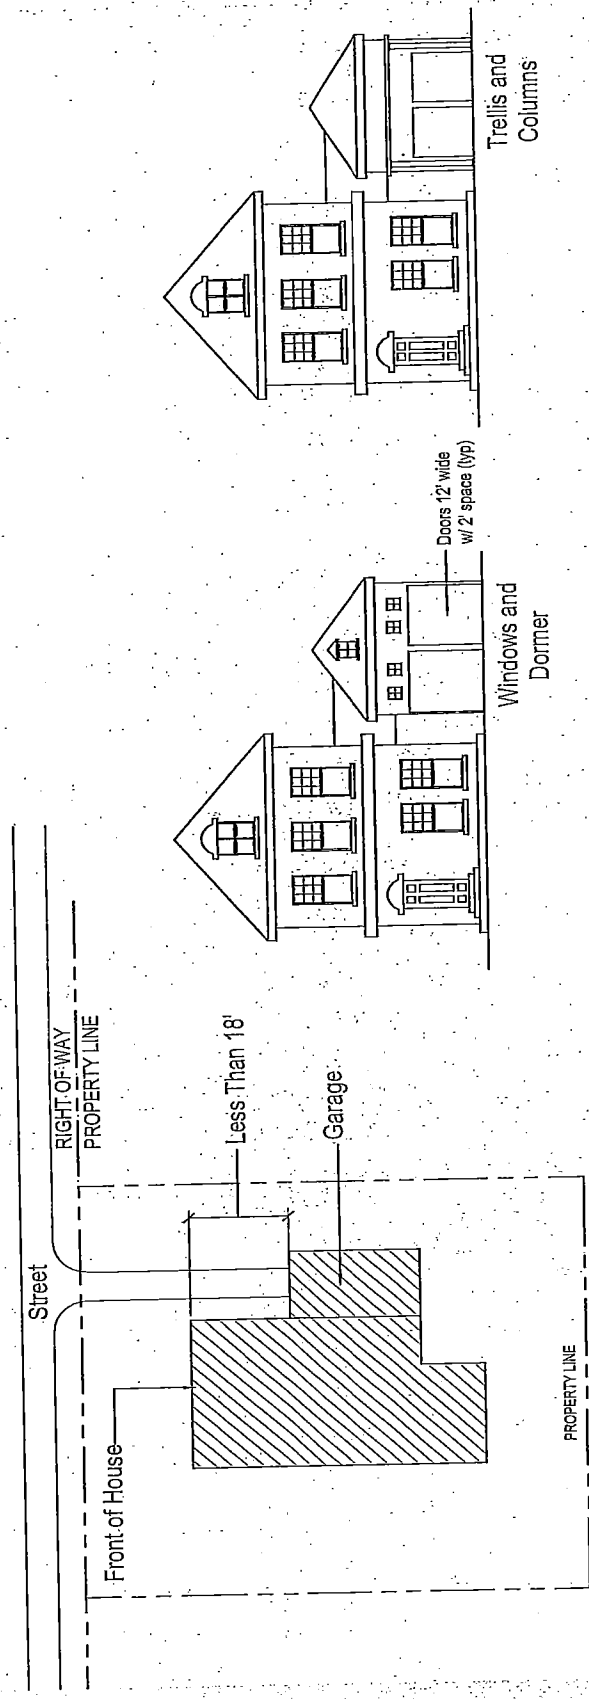 Street
RIGHT OF WAY
PROPERTY LINE
Front of House
Less Than 18'
Garage
PROPERTY LINE
Doors 12' wide
w/ 2' space (typ)
Windows and
Dormer
Trellis and
Columns